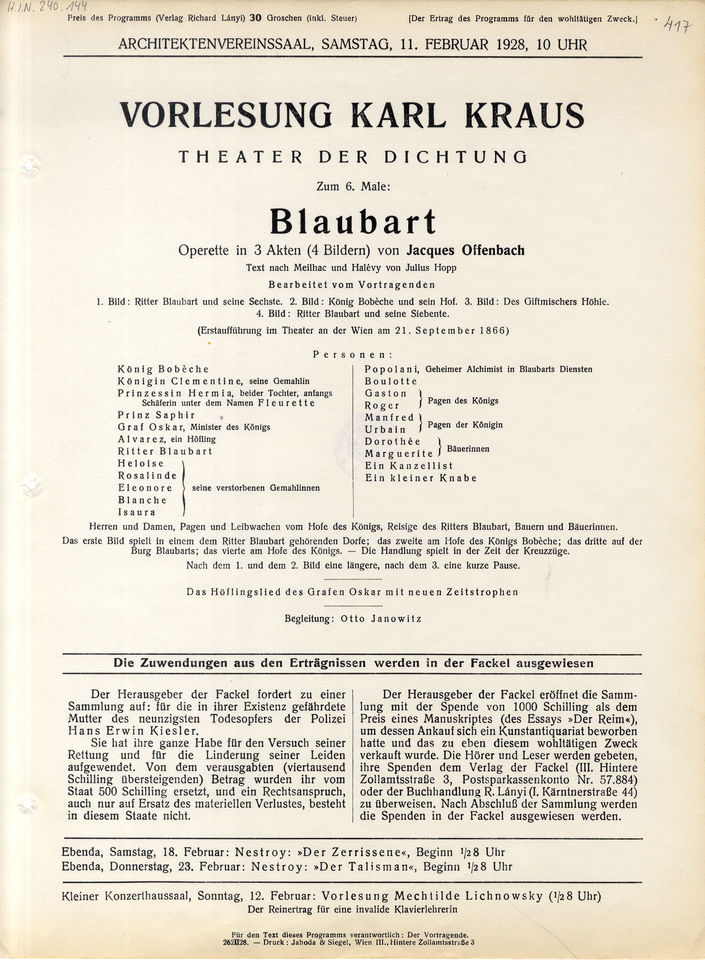 H.I.N. 240.144
Preis des Programms (Verlag Richard Lányi) 30 Groschen (inkl. Steuer)
[Der Ertrag des Programms für den wohltätigen Zweck.]
417
ARCHITEKTENVEREINSSAAL, SAMSTAG, 11. FEBRUAR 1928, 10 UHR
VORLESUNG KARL KRAUS
THEATER DER DICHTUNG
Zum 6. Male:
Blaubart
Operette in 3 Akten (4 Bildern) von Jacques Offenbach
Text nach Meilhac und Halévy von Julius Hopp
Bearbeitet vom Vortragenden
1. Bild: Ritter Blaubart und seine Sechste. 2. Bild: König Bobèche und sein Hof. 3. Bild: Des Giftmischers Höhle.
4. Bild: Ritter Blaubart und seine Siebente.
(Erstaufführung im Theater an der Wien am 21. September 1866)
Personen:
König Bobèche
Königin Clementine, seine Gemahlin
Prinzessin Hermia, beider Tochter, anfangs
Schäferin unter dem Namen Fleurette
Prinz Saphir
Graf Oskar, Minister des Königs
Alvarez, ein Höfling
Ritter Blaubart
Heloise
Rosalinde
Eleonore
Blanche
Isaura
seine verstorbenen Gemahlinnen
Popolani, Geheimer Alchimist in Blaubarts Diensten
Boulotte
Gaston
Roger
Pagen des Königs
Manfred
Urbain
Pagen der Königin
Dorothée
Marguerite
Bäuerinnen
Ein Kanzellist
Ein kleiner Knabe
Herren und Damen, Pagen und Leibwachen vom Hofe des Königs, Reisige des Ritters Blaubart, Bauern und Bäuerinnen.
Das erste Bild spielt in einem dem Ritter Blaubart gehörenden Dorfe; das zweite am Hofe des Königs Bobèche; das dritte auf der
Burg Blaubarts; das vierte am Hofe des Königs. — Die Handlung spielt in der Zeit der Kreuzzüge.
Nach dem 1. und dem 2. Bild eine längere, nach dem 3. eine kurze Pause.
Das Höflingslied des Grafen Oskar mit neuen Zeitstrophen
Begleitung: Otto Janowitz
Die Zuwendungen aus den Erträgnissen werden in der Fackel ausgewiesen
Der Herausgeber der Fackel fordert zu einer
Sammlung auf: für die in ihrer Existenz gefährdete
Mutter des neunzigsten Todesopfers der Polizei
Hans Erwin Kiesler.
Sie hat ihre ganze Habe für den Versuch seiner
Rettung und für die Linderung seiner Leiden
aufgewendet. Von dem verausgabten (viertausend
Schilling übersteigenden) Betrag wurden ihr vom
Staat 500 Schilling ersetzt, und ein Rechtsanspruch,
auch nur auf Ersatz des materiellen Verlustes, besteht
in diesem Staate nicht.
Der Herausgeber der Fackel eröffnet die Samm-
lung mit der Spende von 1000 Schilling als dem
Preis eines Manuskriptes (des Essays »Der Reim«),
um dessen Ankauf sich ein Kunstantiquariat beworben
hatte und das zu eben diesem wohltätigen Zweck
verkauft wurde. Die Hörer und Leser werden gebeten,
ihre Spenden dem Verlag der Fackel (III. Hintere
Zollamtsstraße 3, Postsparkassenkonto Nr. 57.884)
oder der Buchhandlung R. Lányi (I. Kärntnerstraße 44)
zu überweisen. Nach Abschluß der Sammlung werden
die Spenden in der Fackel ausgewiesen werden.
Ebenda, Samstag, 18. Februar: Nestroy: »Der Zerrissene«, Beginn ½8 Uhr
Ebenda, Donnerstag, 23. Februar: Nestroy: »Der Talisman«, Beginn ½8 Uhr
Kleiner Konzerthaussaal, Sonntag, 12. Februar: Vorlesung Mechtilde Lichnowsky (½8 Uhr)
Der Reinertrag für eine invalide Klavierlehrerin
Für den Text dieses Programms verantwortlich: Der Vortragende.
262II28. — Druck: Jahoda & Siegel, Wien III., Hintere Zollamtsstraße 3